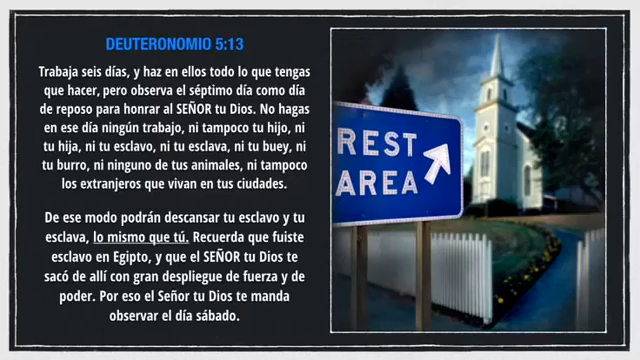 DEUTERONOMIO 5:13
Trabaja seis días, y haz en ellos todo lo que tengas
que hacer, pero observa el séptimo día como día
de reposo para honrar al SEÑOR tu Dios. No hagas
en ese día ningún trabajo, ni tampoco tu hijo, ni
tu hija, ni tu esclavo, ni tu esclava, ni tu buey, ni
tu burro, ni ninguno de tus animales, ni tampoco
los extranjeros que vivan en tus ciudades.
De ese modo podrán descansar tu esclavo y tu
esclava, lo mismo que tú. Recuerda que fuiste
esclavo en Egipto, y que el SEÑOR tu Dios te
sacó de allí con gran despliegue de fuerza y de
poder. Por eso el Señor tu Dios te manda
observar el día sábado.
REST
AREA